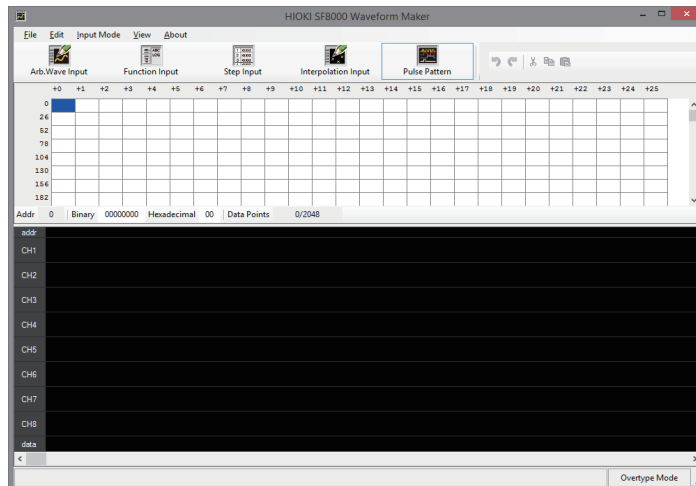 HIOKI SF8000 Waveform Maker
File Edit Input Mode View About
Arb.Wave Input Function Input Step Input Interpolation Input Pulse Pattern
+0 +1 +2 +3 +4 +5 +6 +7 +8 +9 +10 +11 +12 +13 +14 +15 +16 +17 +18 +19 +20 +21 +22 +23 +24 +25
0
26
52
78
104
130
156
182
Addr 0 Binary 00000000 Hexadecimal 00 Data Points 0/2048
addr
CH1
CH2
CH3
CH4
CH5
CH6
CH7
CH8
data
Overtype Mode